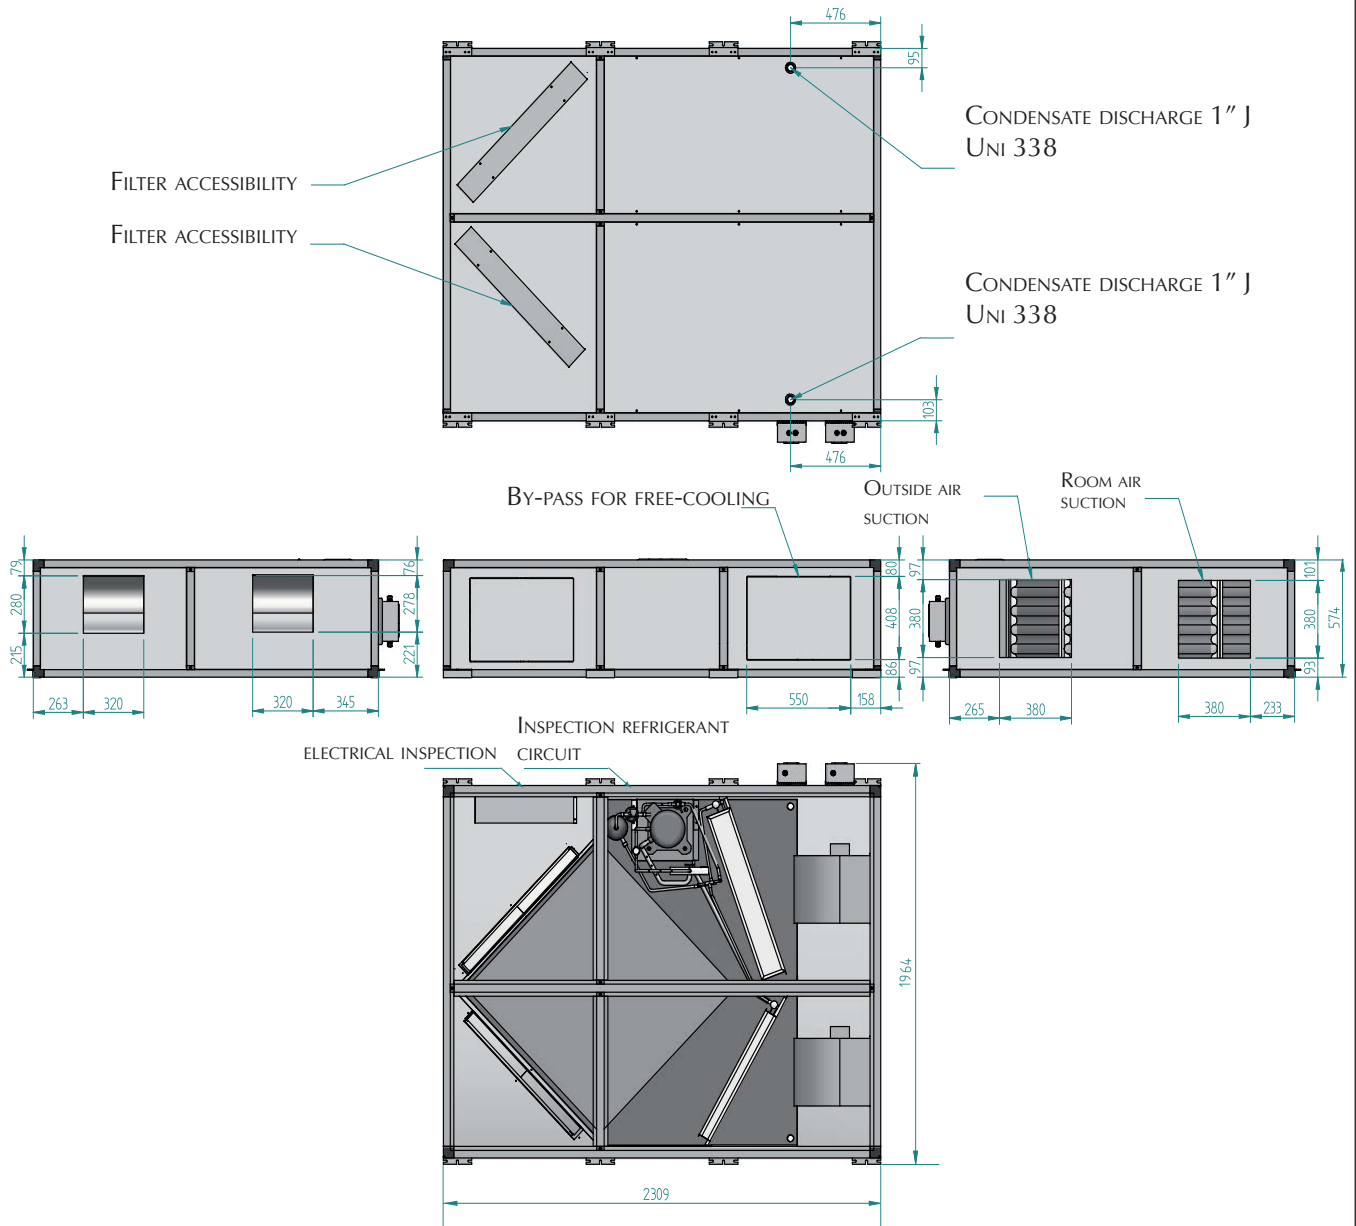 476
95
CONDENSATE DISCHARGE 1" J
UNI 338
FILTER ACCESSIBILITY
FILTER ACCESSIBILITY
CONDENSATE DISCHARGE 1" J
UNI 338
103
476
BY-PASS FOR FREE-COOLING
OUTSIDE AIR
SUCTION
ROOM AIR
SUCTION
79
280
215
263
320
320
345
76
278
221
80
408
86
550
158
97
380
97
265
380
380
233
101
380
93
574
ELECTRICAL INSPECTION
INSPECTION REFRIGERANT
CIRCUIT
1964
2309